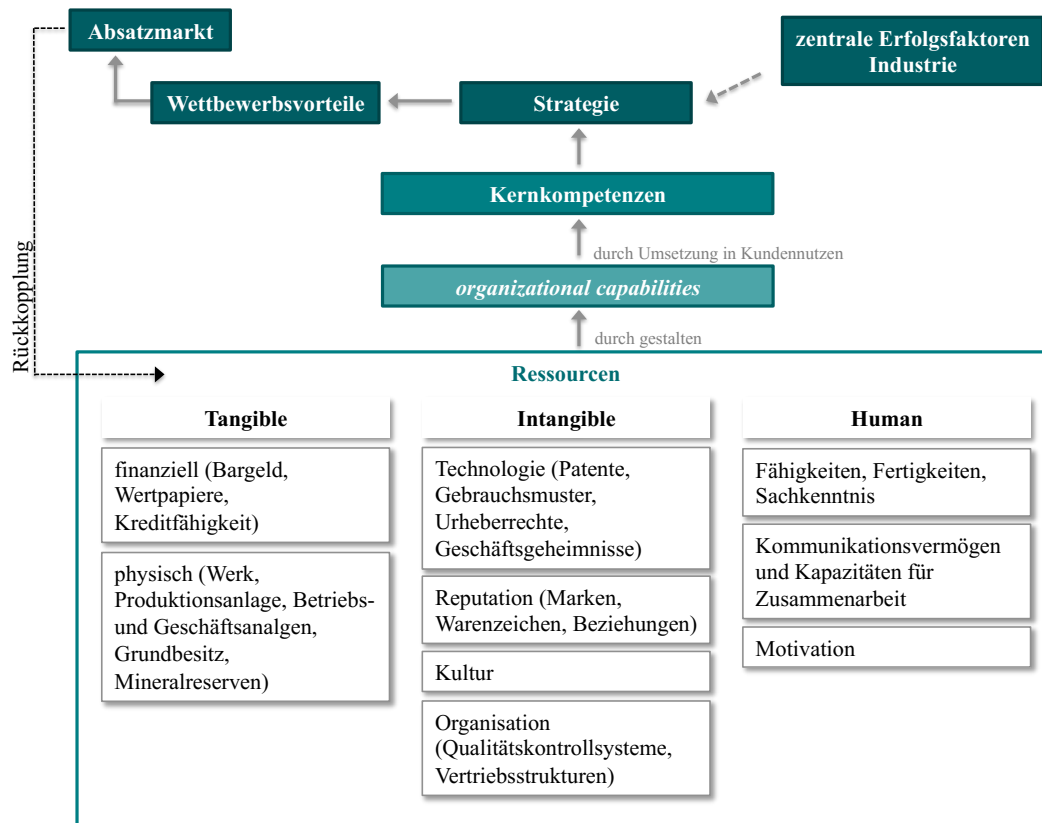 Absatzmarkt
zentrale Erfolgsfaktoren
Industrie
Wettbewerbsvorteile
Strategie
Kernkompetenzen
durch Umsetzung in Kundennutzen
organizational capabilities
durch gestalten
Rückkopplung
Ressourcen
Tangible
finanziell (Bargeld,
Wertpapiere,
Kreditfähigkeit)
physisch (Werk,
Produktionsanlage, Betriebs-
und Geschäftsanalgen,
Grundbesitz,
Mineralreserven)
Intangible
Technologie (Patente,
Gebrauchsmuster,
Urheberrechte,
Geschäftsgeheimnisse)
Reputation (Marken,
Warenzeichen, Beziehungen)
Kultur
Organisation
(Qualitätskontrollsysteme,
Vertriebsstrukturen)
Human
Fähigkeiten, Fertigkeiten,
Sachkenntnis
Kommunikationsvermögen
und Kapazitäten für
Zusammenarbeit
Motivation